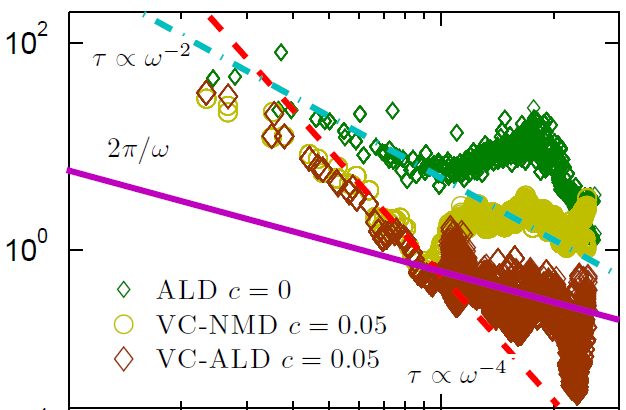 10²
τ ∝ ω⁻²
2π/ω
10⁰
ALD c = 0
VC-NMD c = 0.05
VC-ALD c = 0.05
τ ∝ ω⁻⁴